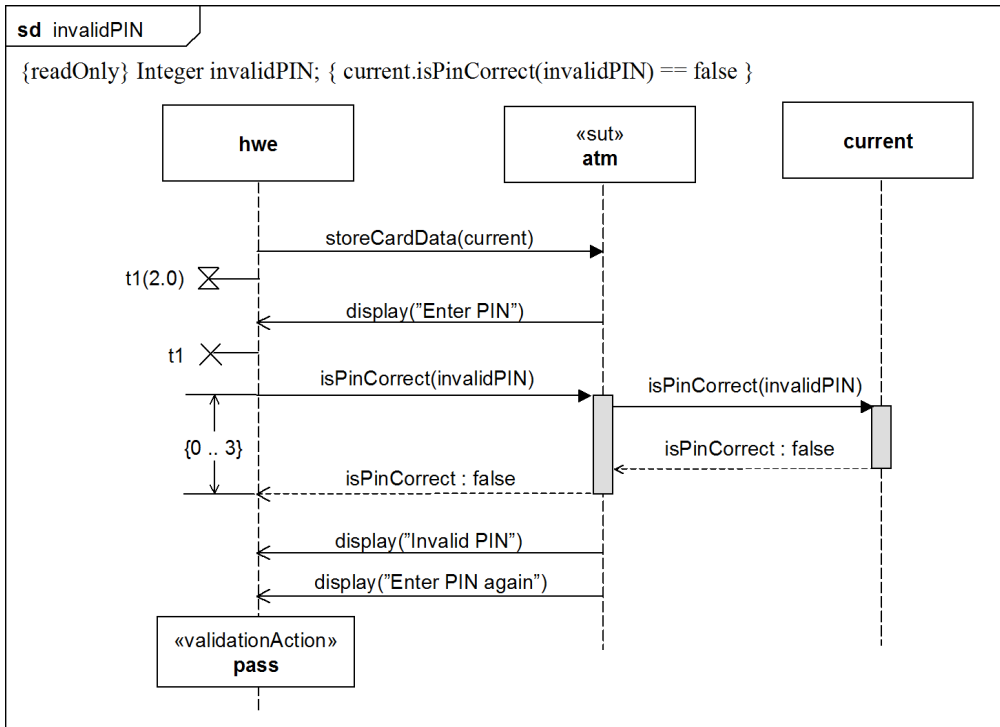 sd invalidPIN
{readOnly} Integer invalidPIN; { current.isPinCorrect(invalidPIN) == false }
hwe
«sut»
atm
current
storeCardData(current)
t1(2.0)
display(”Enter PIN”)
t1
isPinCorrect(invalidPIN)
isPinCorrect(invalidPIN)
{0 .. 3}
isPinCorrect : false
isPinCorrect : false
display(”Invalid PIN”)
display(”Enter PIN again”)
«validationAction»
pass